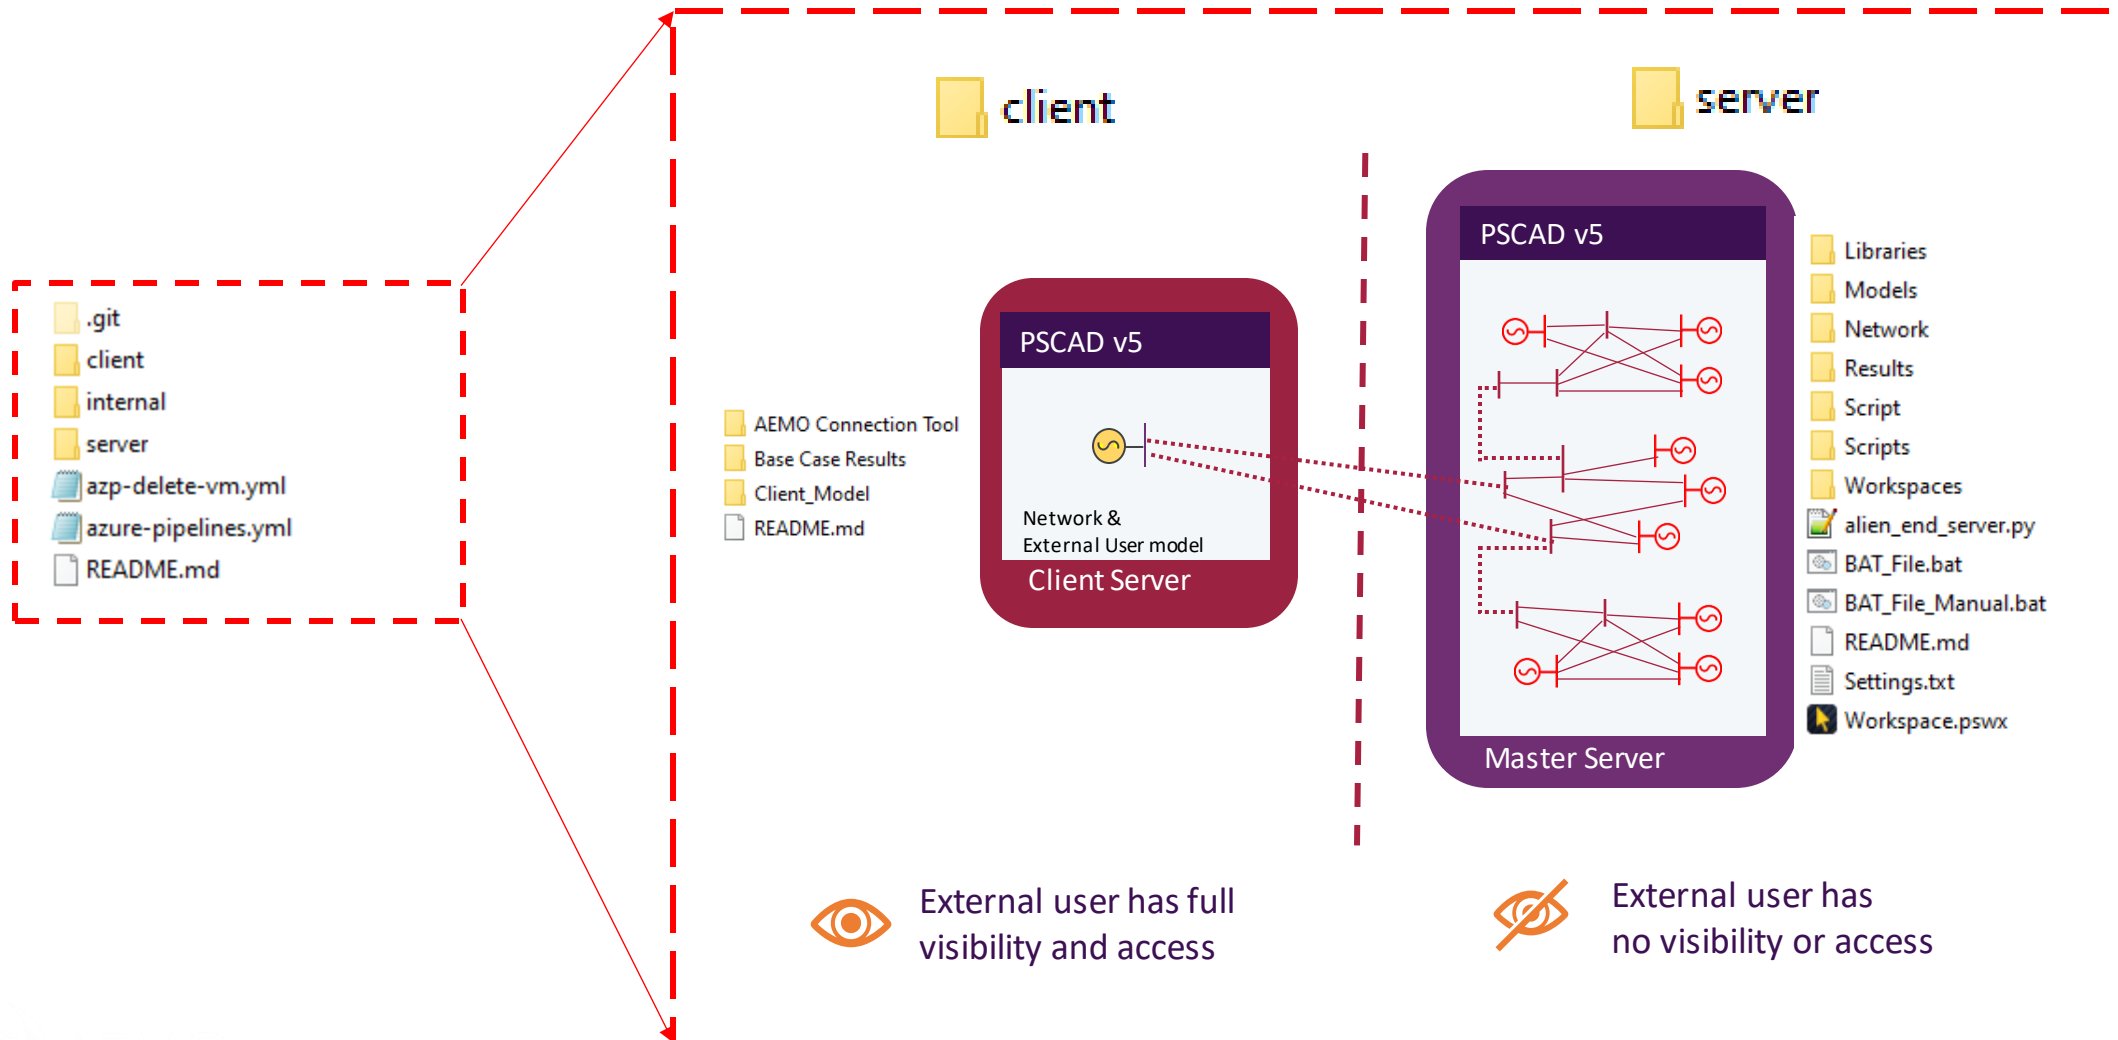 .git
client
internal
server
azp-delete-vm.yml
azure-pipelines.yml
README.md
client
AEMO Connection Tool
Base Case Results
Client_Model
README.md
PSCAD v5
Network &
External User model
Client Server
External user has full
visibility and access
server
PSCAD v5
Master Server
Libraries
Models
Network
Results
Script
Scripts
Workspaces
alien_end_server.py
BAT_File.bat
BAT_File_Manual.bat
README.md
Settings.txt
Workspace.pswx
External user has
no visibility or access